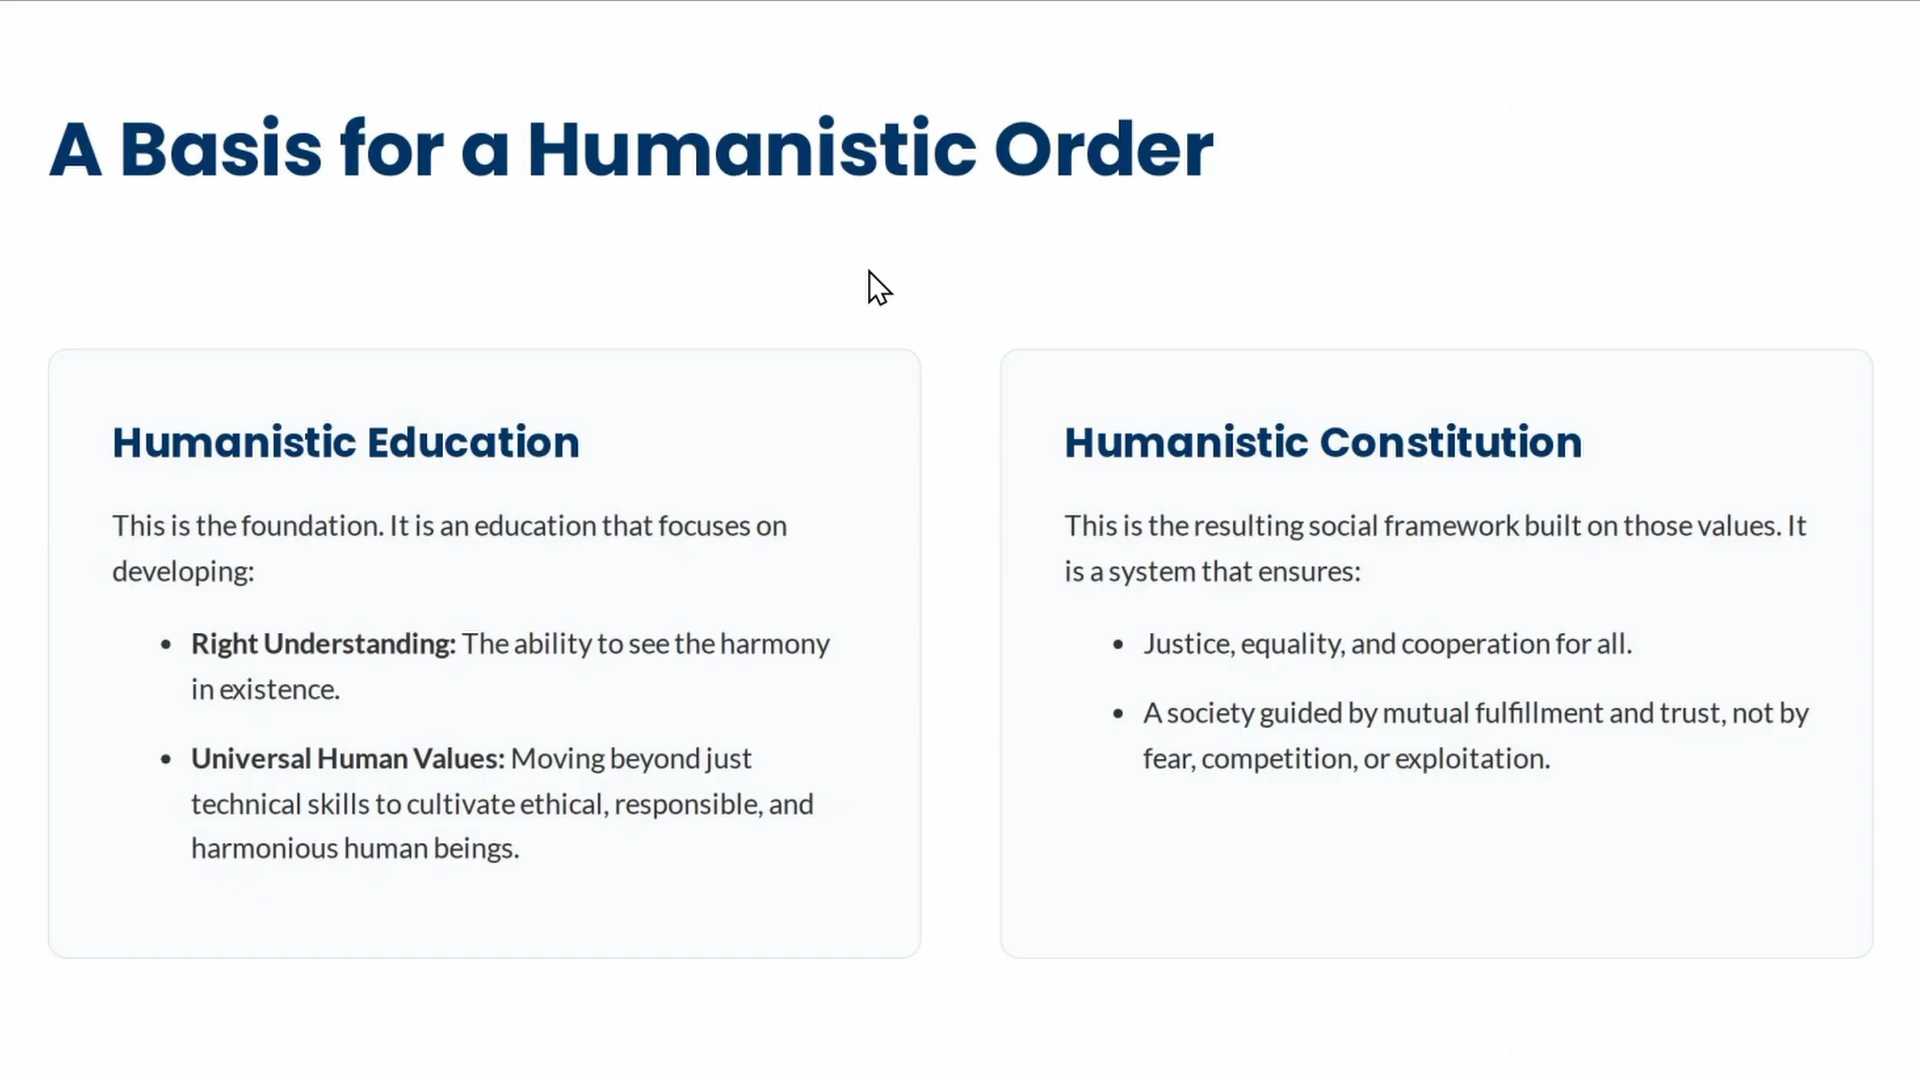 A Basis for a Humanistic Order
Humanistic Education
This is the foundation. It is an education that focuses on
developing:
• Right Understanding: The ability to see the harmony
in existence.
• Universal Human Values: Moving beyond just
technical skills to cultivate ethical, responsible, and
harmonious human beings.
Humanistic Constitution
This is the resulting social framework built on those values. It
is a system that ensures:
• Justice, equality, and cooperation for all.
• A society guided by mutual fulfillment and trust, not by
fear, competition, or exploitation.